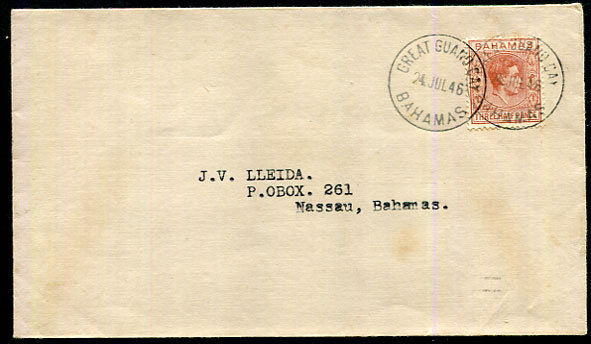 GREAT GUANA CAY
24 JUL 46
BAHAMAS
BAHAMAS
J.V. LLEIDA.
P.OBOX. 261
Nassau, Bahamas.